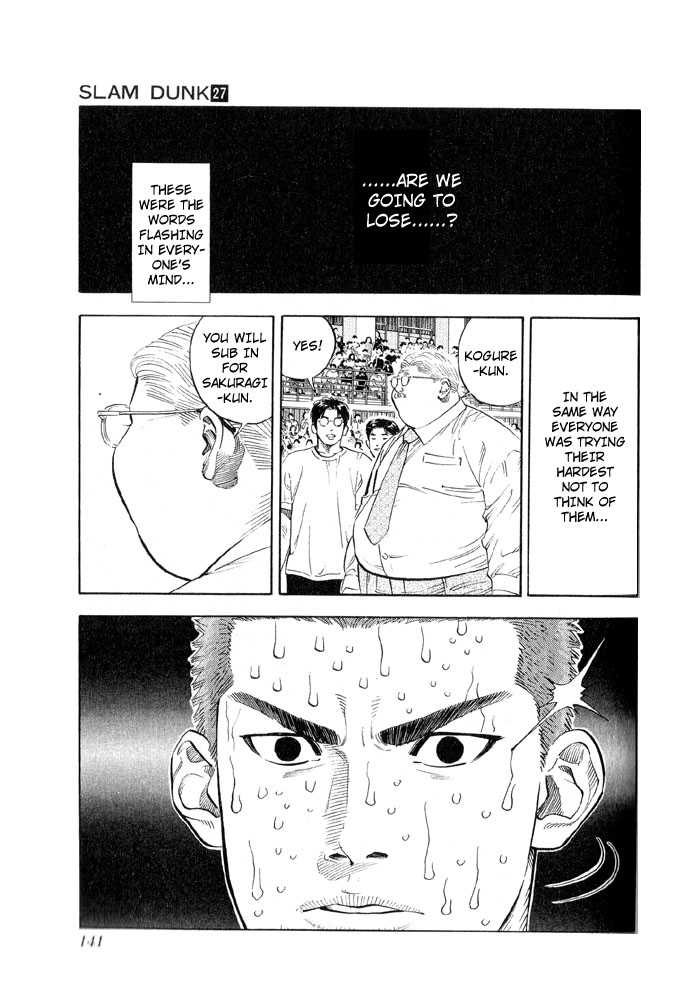 SLAM DUNK 27
......ARE WE
GOING TO
LOSE......?
THESE
WERE THE
WORDS
FLASHING
IN EVERY-
ONE'S
MIND...
IN THE
SAME WAY
EVERYONE
WAS TRYING
THEIR
HARDEST
NOT TO
THINK OF
THEM...
KOGURE
-KUN.
YES!
YOU WILL
SUB IN
FOR
SAKURAGI
-KUN.
141